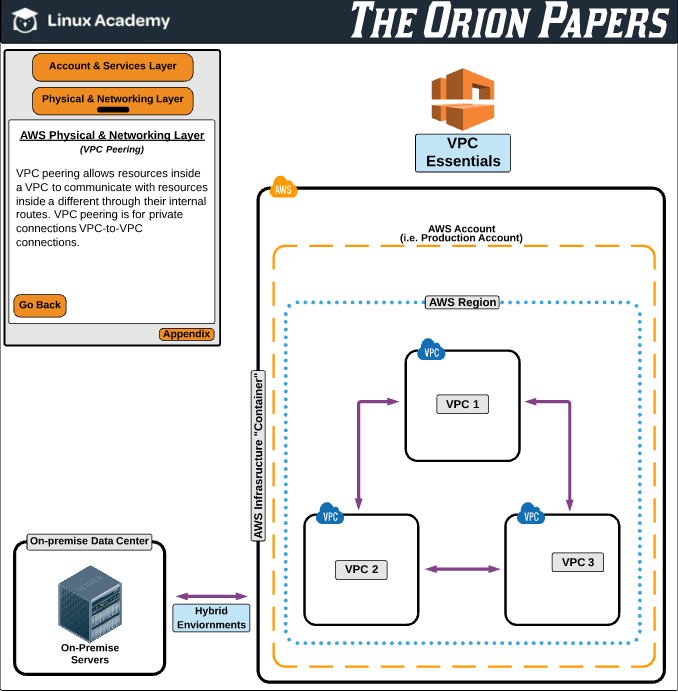 Linux Academy
THE ORION PAPERS
Account & Services Layer
Physical & Networking Layer
AWS Physical & Networking Layer
(VPC Peering)
VPC peering allows resources inside
a VPC to communicate with resources
inside a different through their internal
routes. VPC peering is for private
connections VPC-to-VPC
connections.
Go Back
Appendix
VPC
Essentials
AWS
AWS Account
(i.e. Production Account)
AWS Region
VPC
VPC 1
AWS Infrasructure "Container"
VPC
VPC 2
VPC
VPC 3
On-premise Data Center
On-Premise
Servers
Hybrid
Enviornments